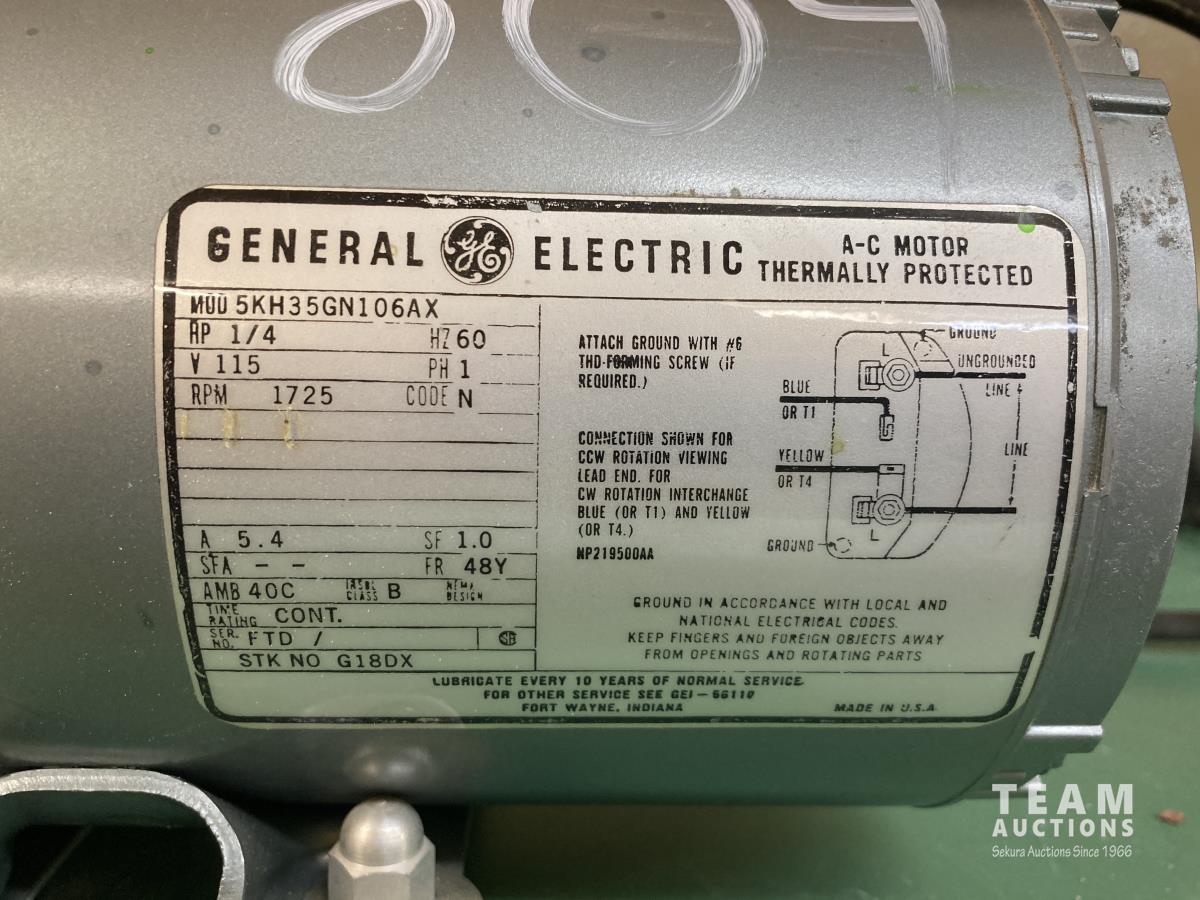 004
GENERAL GE ELECTRIC
A-C MOTOR
THERMALLY PROTECTED
MOD 5KH35GN106AX
HP 1/4 HZ 60
V 115 PH 1
RPM 1725 CODE N
A 5.4 SF 1.0
SFA - - FR 48Y
AMB 40C INSUL CLASS B NEMA DESIGN
TIME RATING CONT.
SER. NO. FTD /
STK NO G18DX
ATTACH GROUND WITH #6
THD-FORMING SCREW (IF
REQUIRED.)
CONNECTION SHOWN FOR
CCW ROTATION VIEWING
LEAD END. FOR
CW ROTATION INTERCHANGE
BLUE (OR T1) AND YELLOW
(OR T4.)
NP219500AA
GROUND
L
UNGROUNDED
LINE
BLUE
OR T1
LINE
YELLOW
OR T4
L
GROUND
GROUND IN ACCORDANCE WITH LOCAL AND
NATIONAL ELECTRICAL CODES.
KEEP FINGERS AND FOREIGN OBJECTS AWAY
FROM OPENINGS AND ROTATING PARTS
LUBRICATE EVERY 10 YEARS OF NORMAL SERVICE
FOR OTHER SERVICE SEE GEI-56110
FORT WAYNE, INDIANA
MADE IN U.S.A.
TEAM
AUCTIONS
Sekura Auctions Since 1966